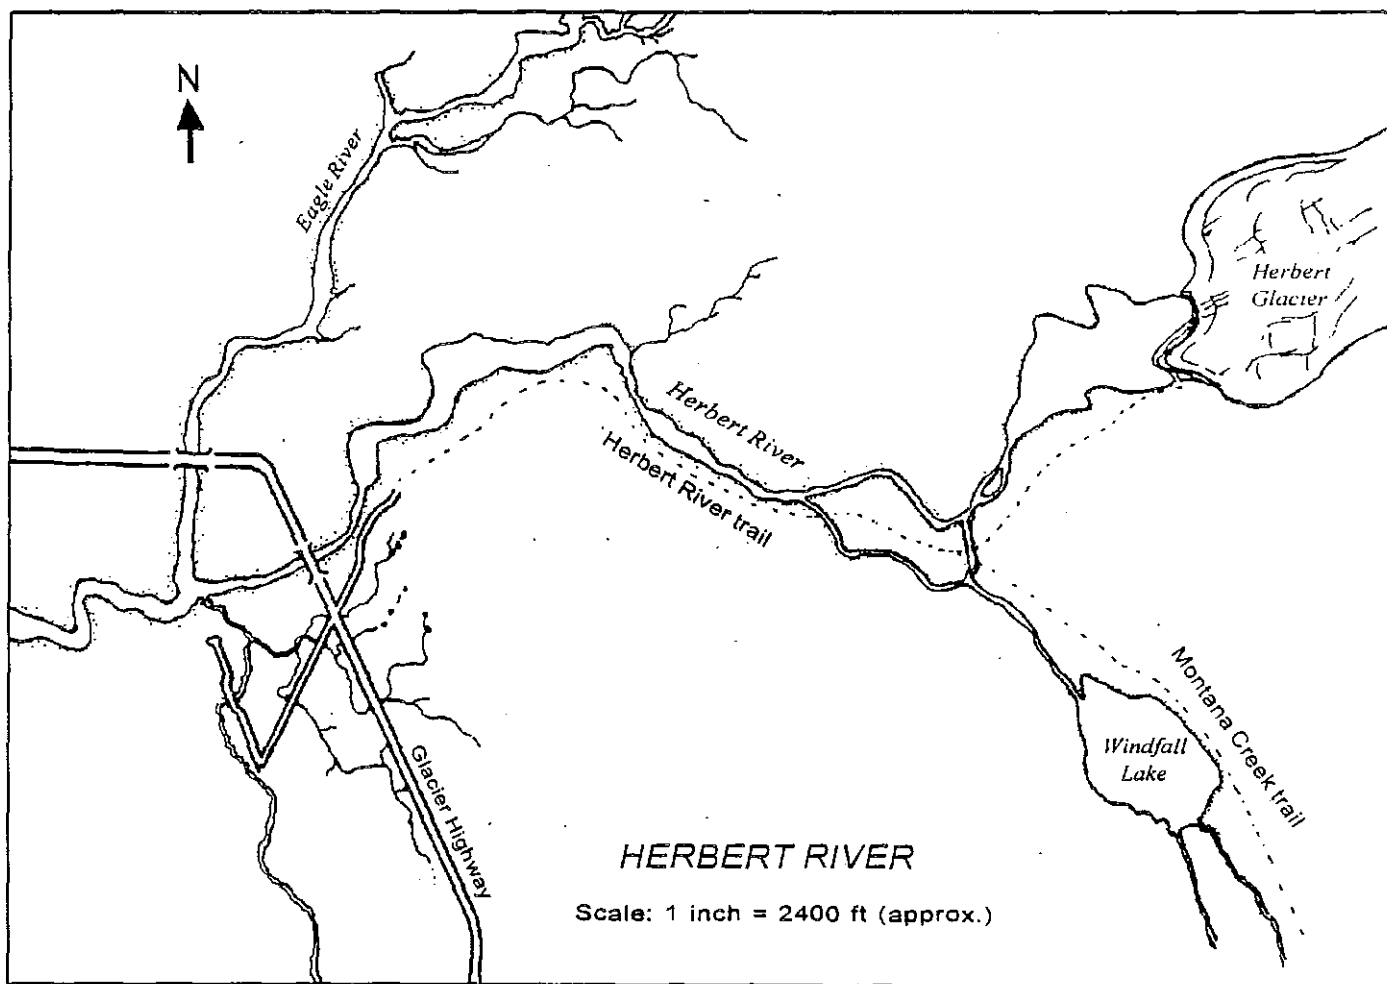 N
Eagle River
Herbert
Glacier
Herbert River
Herbert River trail
Montana Creek trail
Windfall
Lake
Glacier Highway
HERBERT RIVER
Scale: 1 inch = 2400 ft (approx.)